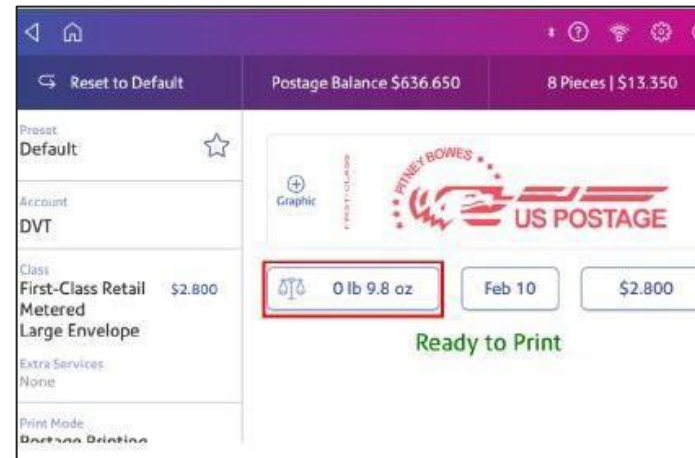 Reset to Default
Postage Balance $636.650
8 Pieces | $13.350
Preset
Default
Account
DVT
Class
First-Class Retail $2.800
Metered
Large Envelope
Extra Services
None
Print Mode
Postage Printing
Graphic
FIRST-CLASS
PITNEY BOWES
US POSTAGE
0 lb 9.8 oz
Feb 10
$2.800
Ready to Print